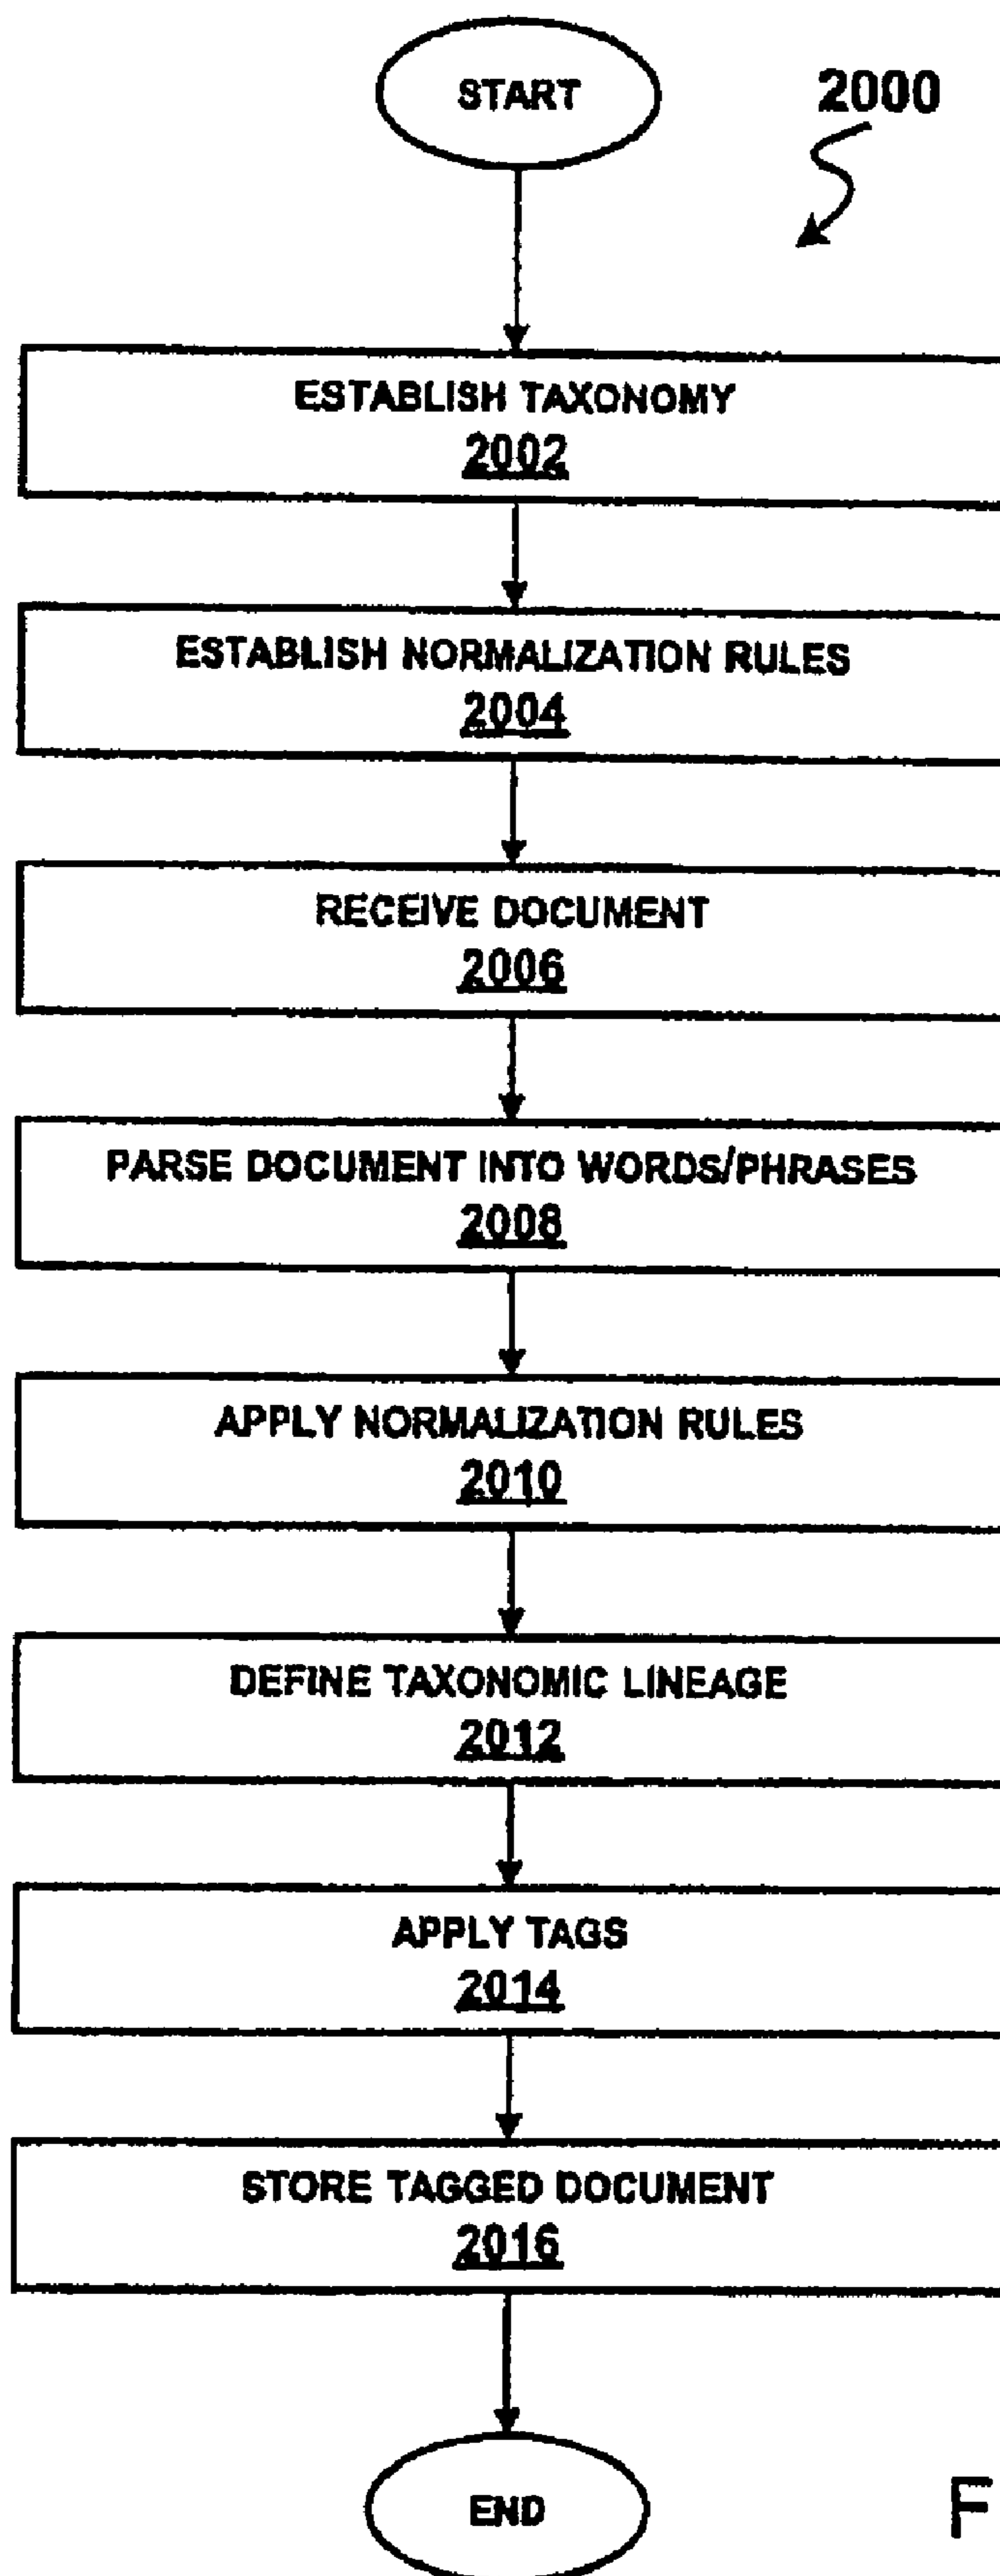 START
2000
ESTABLISH TAXONOMY
2002
ESTABLISH NORMALIZATION RULES
2004
RECEIVE DOCUMENT
2006
PARSE DOCUMENT INTO WORDS/PHRASES
2008
APPLY NORMALIZATION RULES
2010
DEFINE TAXONOMIC LINEAGE
2012
APPLY TAGS
2014
STORE TAGGED DOCUMENT
2016
END
F